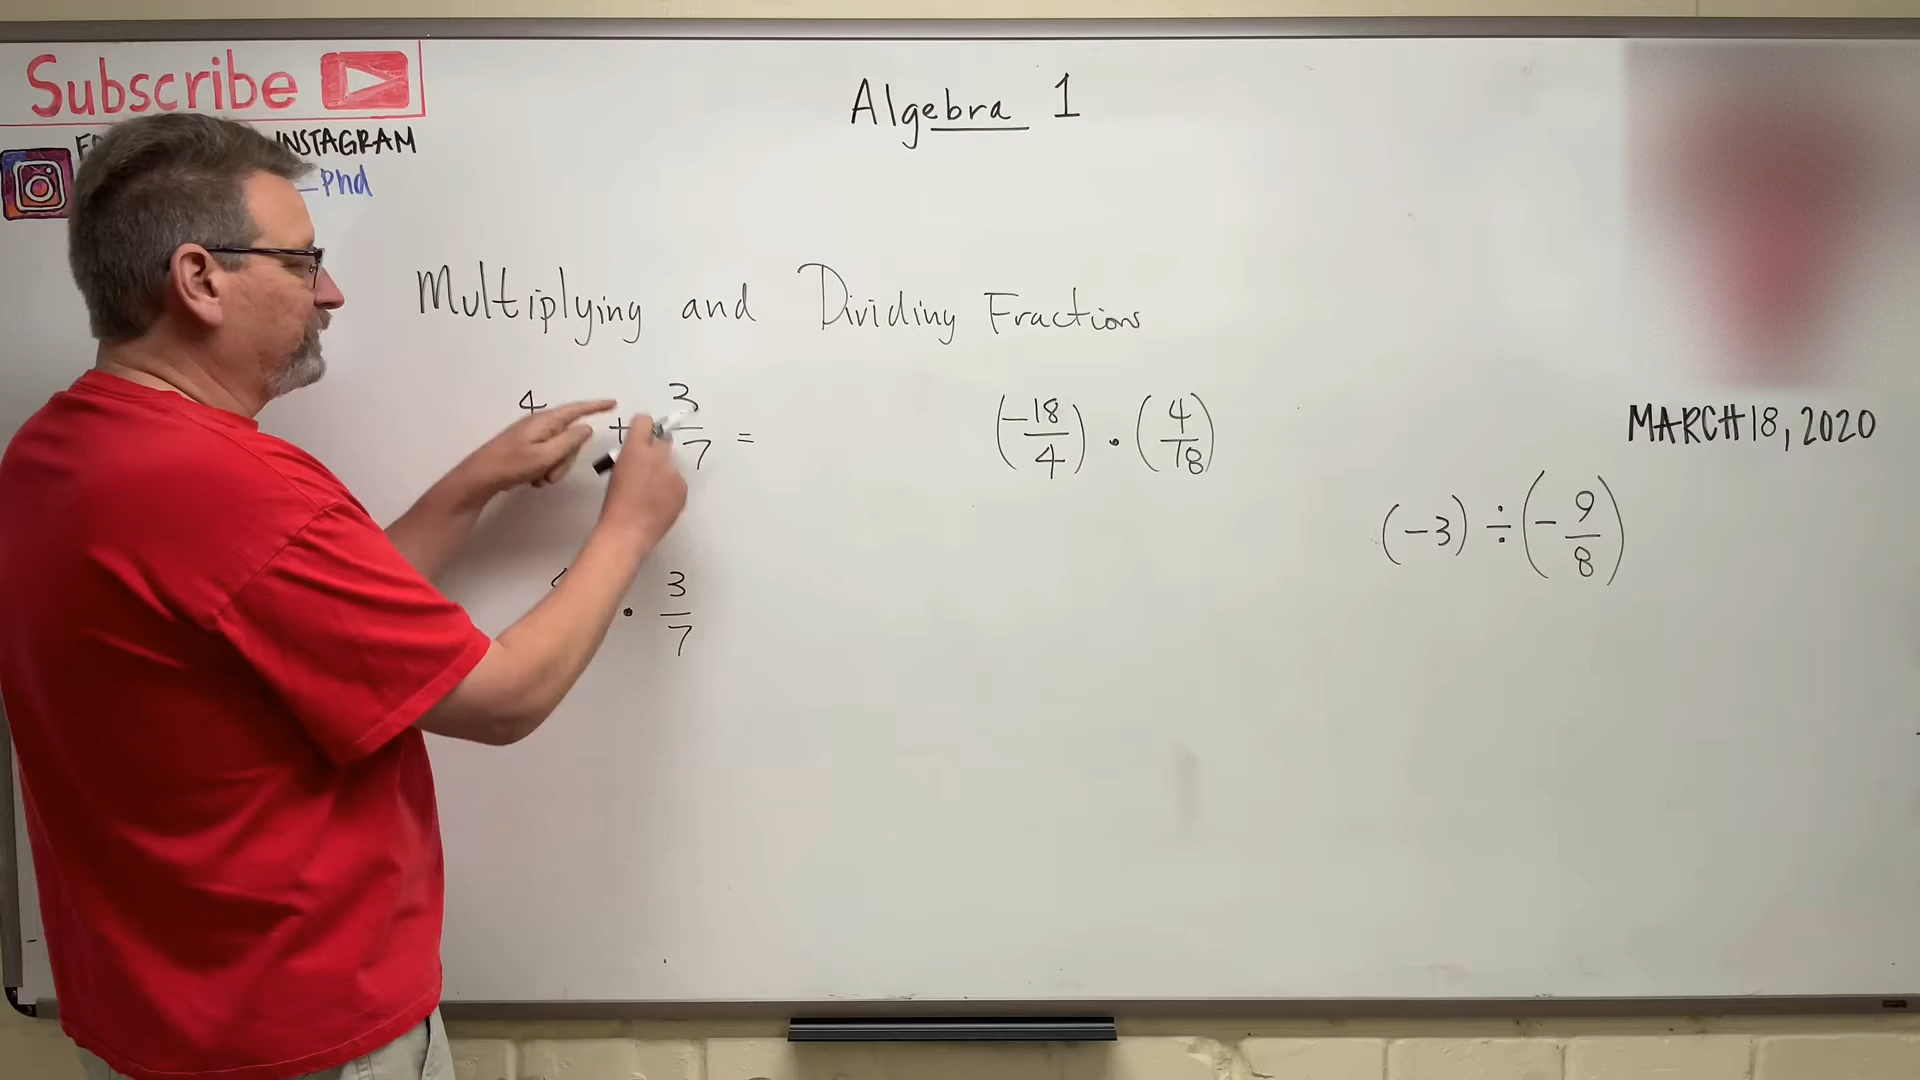 Subscribe
INSTAGRAM
_phd
Algebra 1
Multiplying and Dividing Fractions
4 + 3/7 =
(-18/4) · (4/18)
MARCH 18, 2020
(-3) ÷ (-9/8)
· 3/7